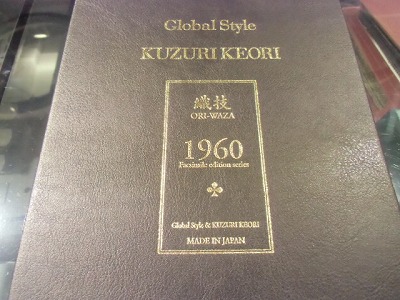 Global Style
KUZURI KEORI
織技
ORI-WAZA
1960
Facsimile edition series
Global Style & KUZURI KEORI
MADE IN JAPAN